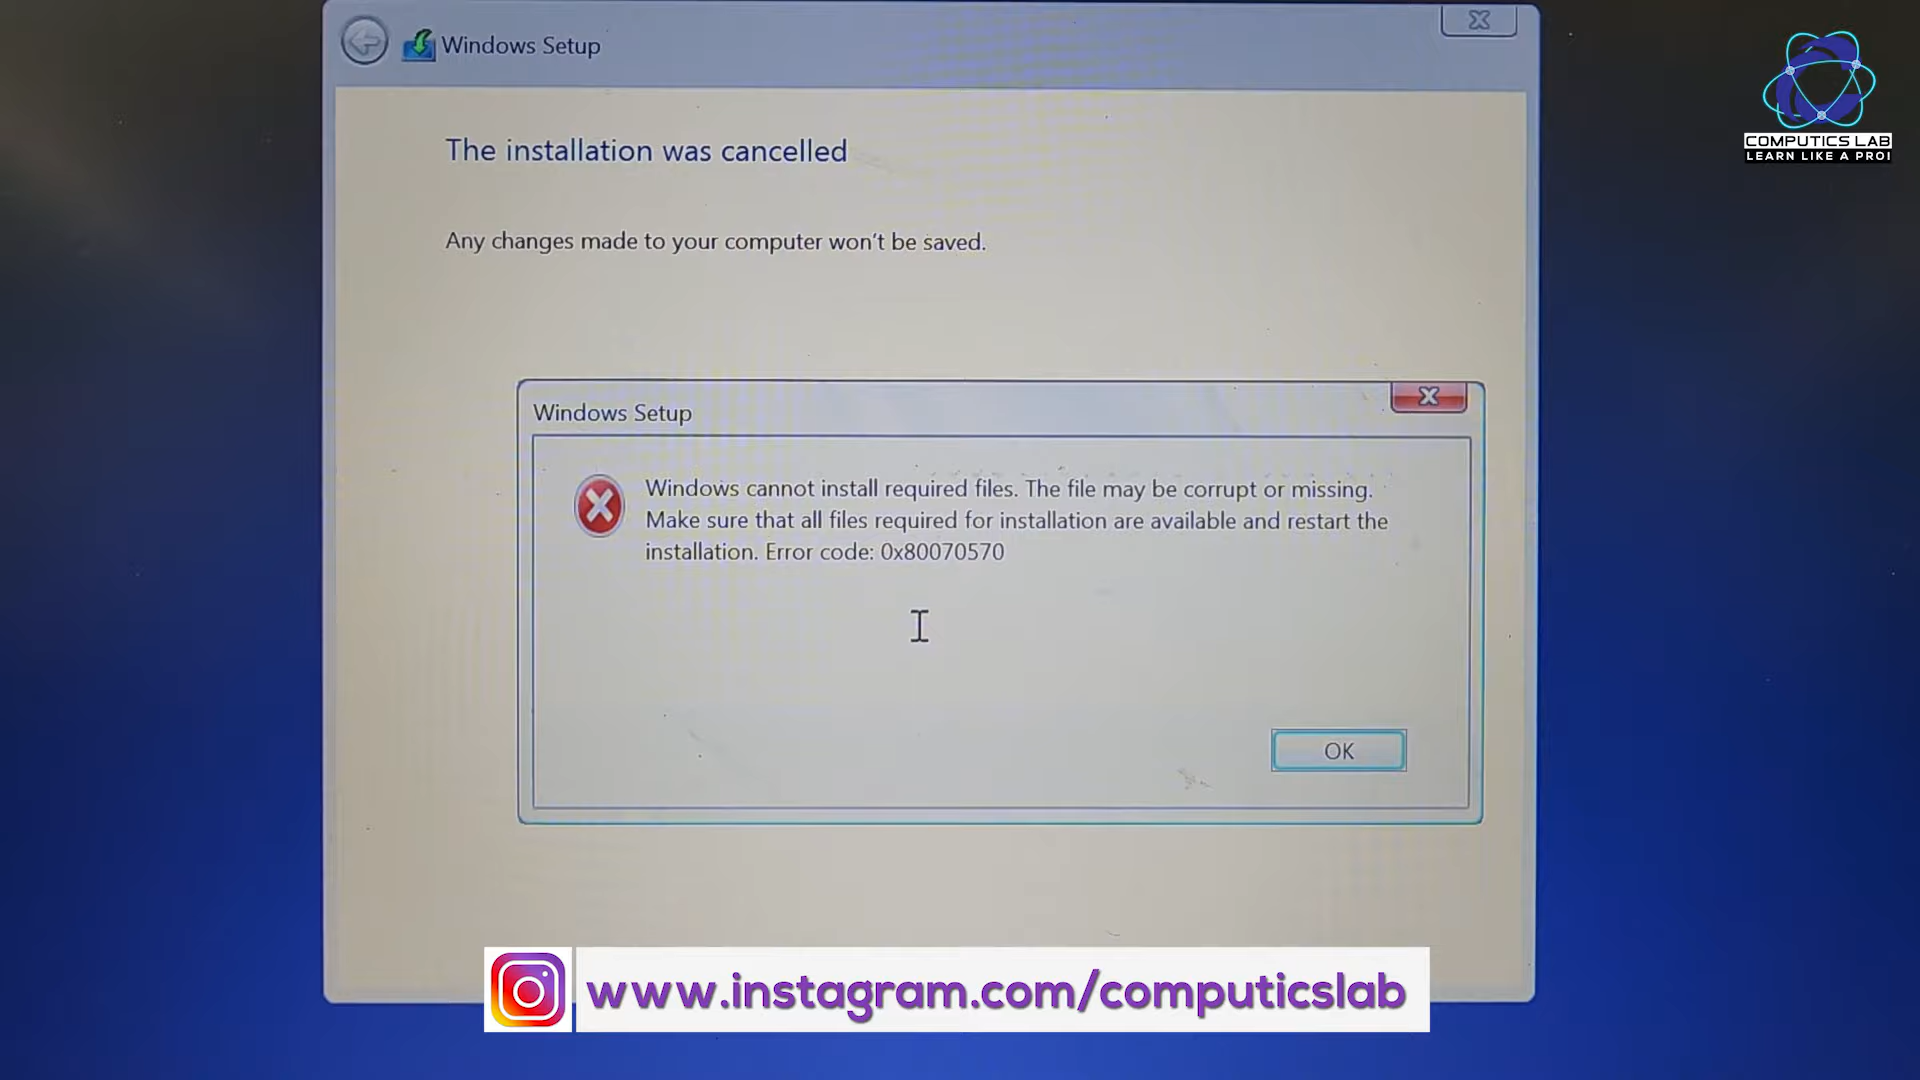 Windows Setup
COMPUTICS LAB
LEARN LIKE A PRO!
The installation was cancelled
Any changes made to your computer won't be saved.
Windows Setup
Windows cannot install required files. The file may be corrupt or missing.
Make sure that all files required for installation are available and restart the
installation. Error code: 0x80070570
OK
www.instagram.com/computicslab